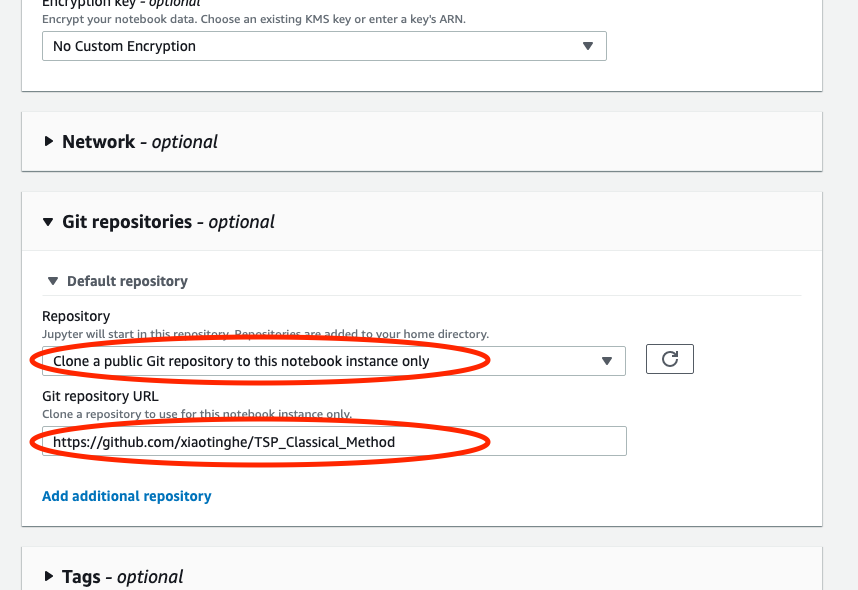 Encryption key - optional
Encrypt your notebook data. Choose an existing KMS key or enter a key's ARN.
No Custom Encryption
Network - optional
Git repositories - optional
Default repository
Repository
Jupyter will start in this repository. Repositories are added to your home directory.
Clone a public Git repository to this notebook instance only
Git repository URL
Clone a repository to use for this notebook instance only.
https://github.com/xiaotinghe/TSP_Classical_Method
Add additional repository
Tags - optional